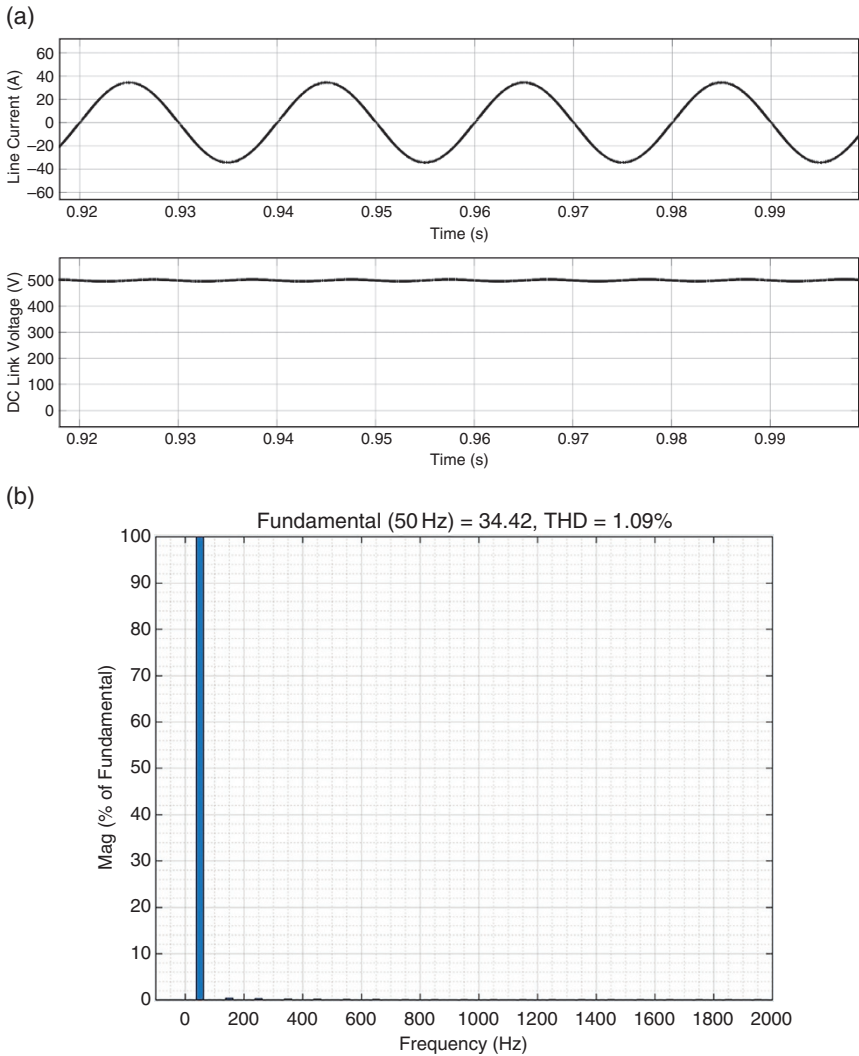 (a)
Line Current (A)
60
40
20
0
–20
–40
–60
0.92 0.93 0.94 0.95 0.96 0.97 0.98 0.99
Time (s)
DC Link Voltage (V)
500
400
300
200
100
0
0.92 0.93 0.94 0.95 0.96 0.97 0.98 0.99
Time (s)
(b)
Fundamental (50 Hz) = 34.42, THD = 1.09%
Mag (% of Fundamental)
100
90
80
70
60
50
40
30
20
10
0
0 200 400 600 800 1000 1200 1400 1600 1800 2000
Frequency (Hz)